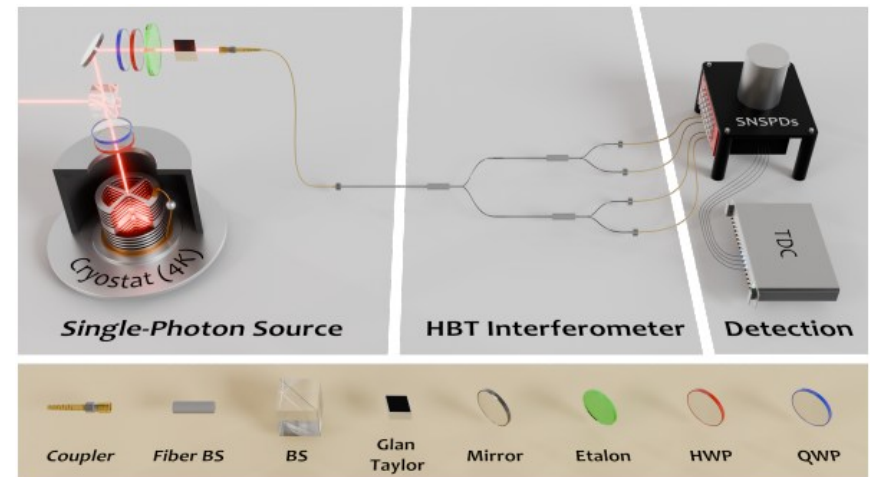 SNSPDs
TDC
Cryostat (4K)
Single-Photon Source
HBT Interferometer
Detection
Coupler
Fiber BS
BS
Glan
Taylor
Mirror
Etalon
HWP
QWP